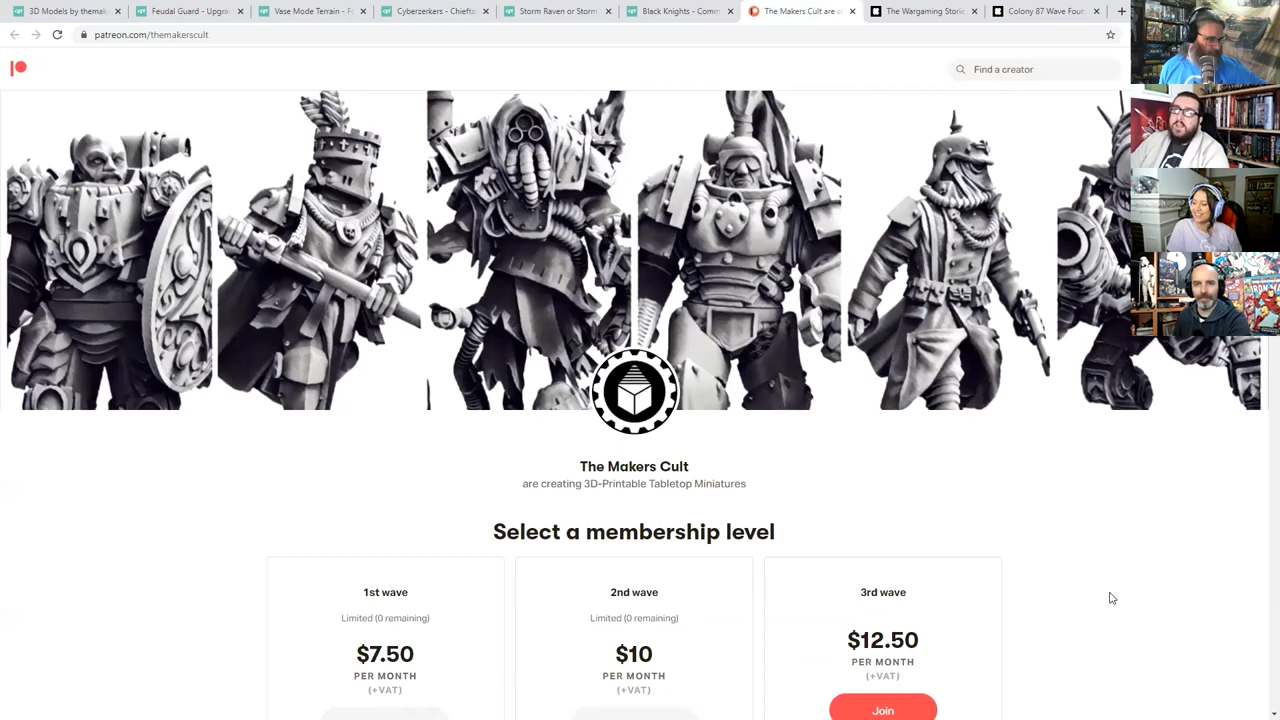 3D Models by themak
Feudal Guard - Upgra
Vase Mode Terrain - F
Cyberzerkers - Chiefta
Storm Raven or Storm
Black Knights - Comm
The Makers Cult are c
The Wargaming Stor
Colony 87 Wave Four
patreon.com/themakerscult
Find a creator
The Makers Cult
are creating 3D-Printable Tabletop Miniatures
Select a membership level
1st wave
Limited (0 remaining)
$7.50
PER MONTH
(+VAT)
2nd wave
Limited (0 remaining)
$10
PER MONTH
(+VAT)
3rd wave
$12.50
PER MONTH
(+VAT)
Join